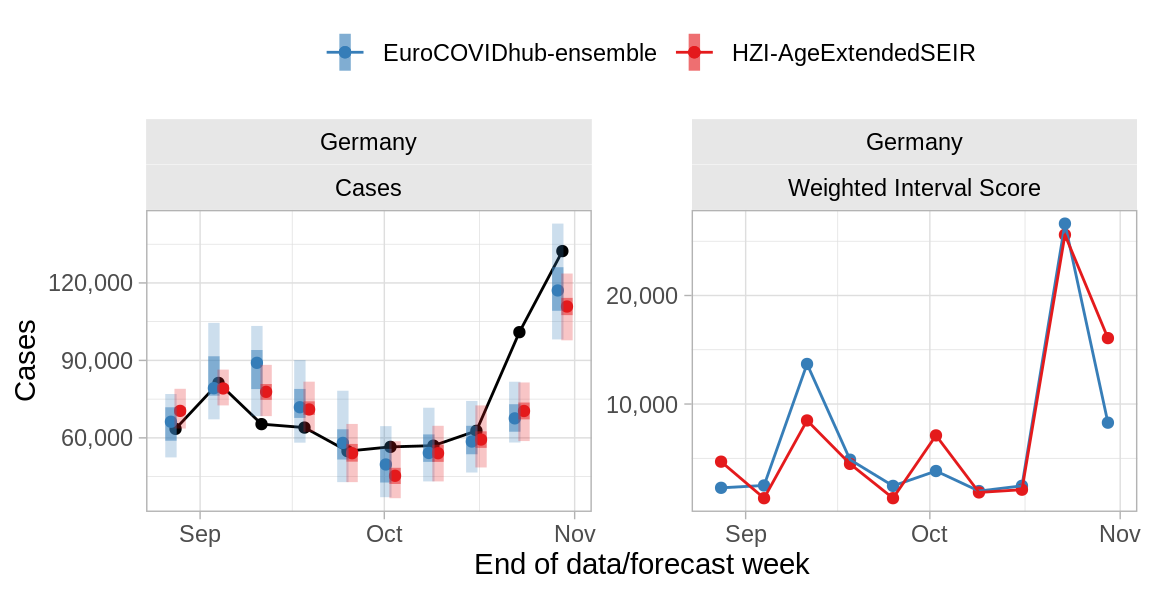 EuroCOVIDhub-ensemble HZI-AgeExtendedSEIR
Germany
Cases
Germany
Weighted Interval Score
Cases
120,000
90,000
60,000
20,000
10,000
Sep Oct Nov
Sep Oct Nov
End of data/forecast week